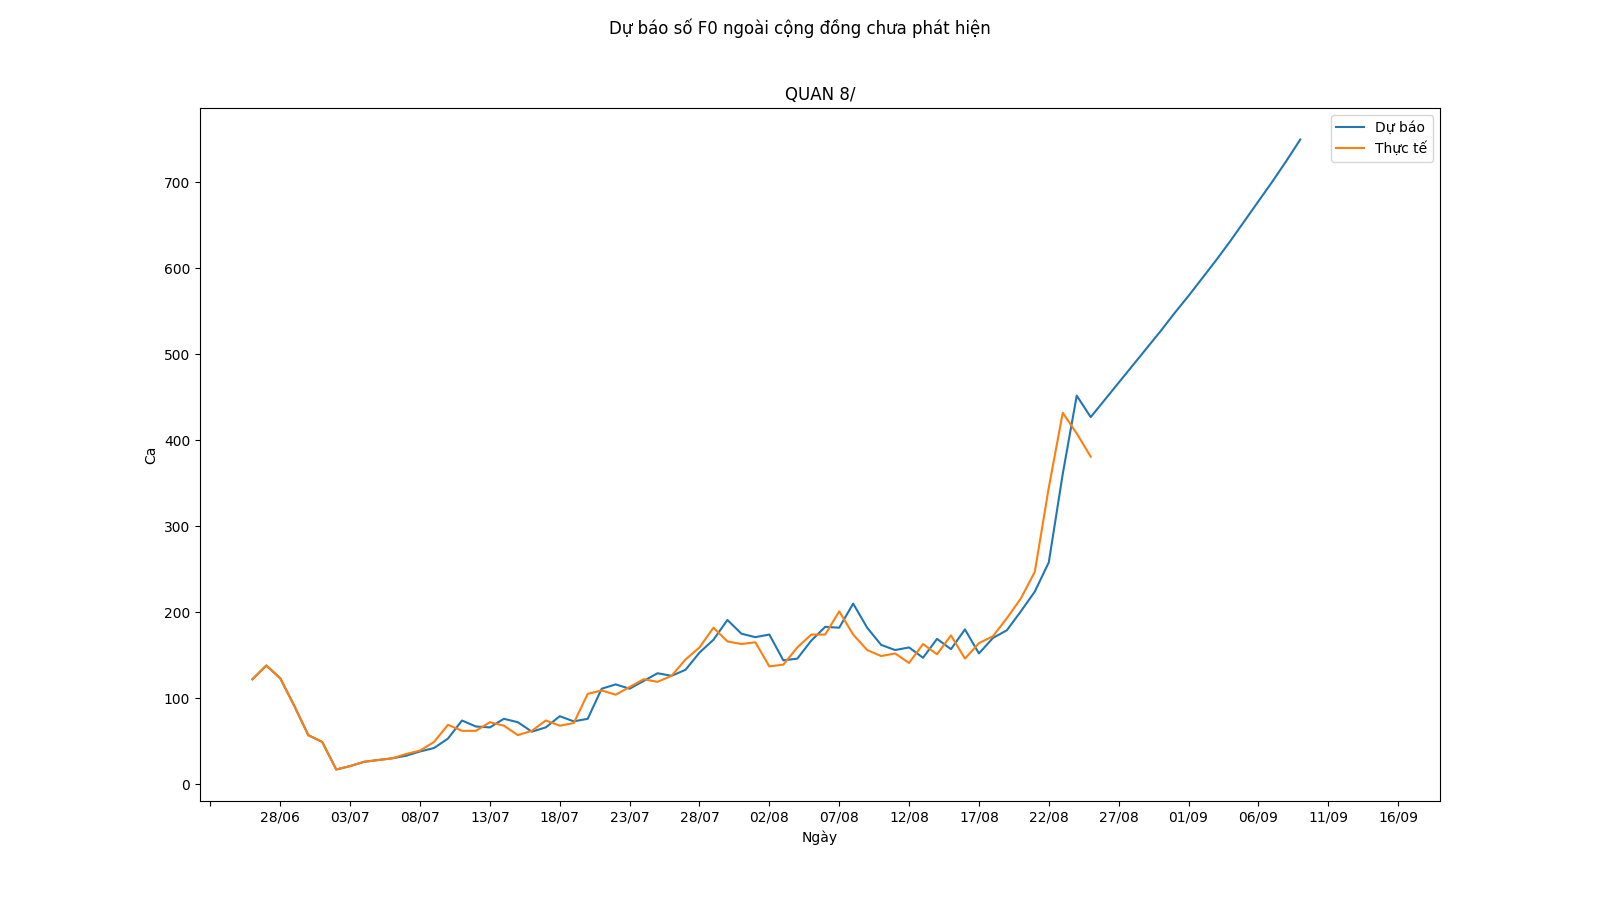 Dự báo số F0 ngoài cộng đồng chưa phát hiện
QUAN 8/
Dự báo
Thực tế
700
600
500
400
300
200
100
0
Ca
28/06 03/07 08/07 13/07 18/07 23/07 28/07 02/08 07/08 12/08 17/08 22/08 27/08 01/09 06/09 11/09 16/09
Ngày